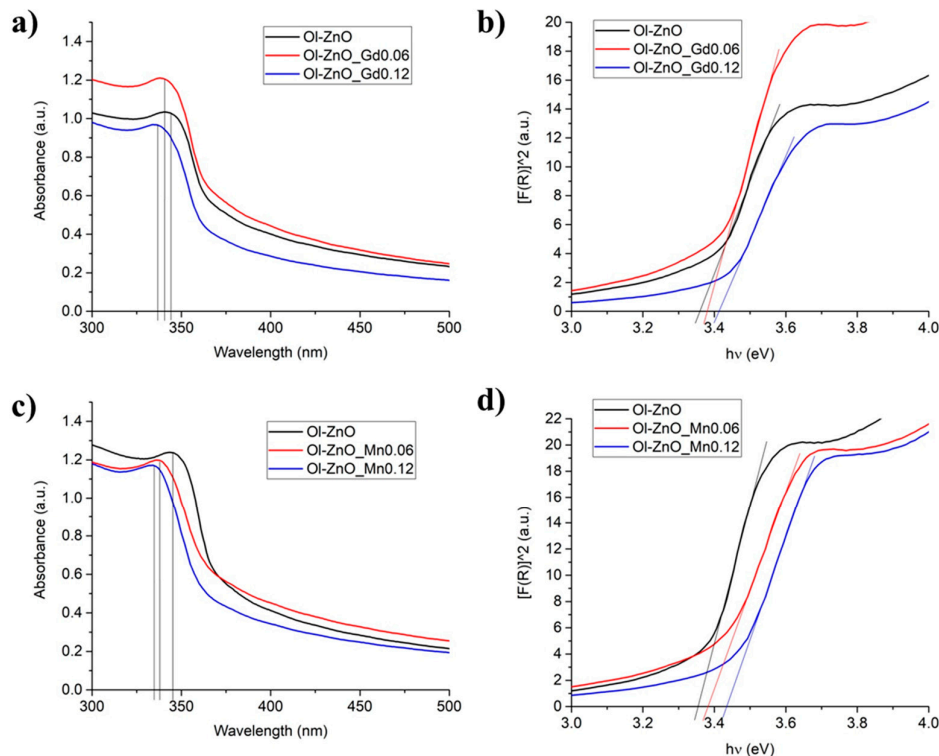 a)
1.4
1.2
1.0
0.8
0.6
0.4
0.2
0.0
Absorbance (a.u.)
Ol-ZnO
Ol-ZnO_Gd0.06
Ol-ZnO_Gd0.12
300 350 400 450 500
Wavelength (nm)
b)
20
18
16
14
12
10
8
6
4
2
0
[F(R)]^2 (a.u.)
Ol-ZnO
Ol-ZnO_Gd0.06
Ol-ZnO_Gd0.12
3.0 3.2 3.4 3.6 3.8 4.0
hν (eV)
c)
1.4
1.2
1.0
0.8
0.6
0.4
0.2
0.0
Absorbance (a.u.)
Ol-ZnO
Ol-ZnO_Mn0.06
Ol-ZnO_Mn0.12
300 350 400 450 500
Wavelength (nm)
d)
22
20
18
16
14
12
10
8
6
4
2
0
[F(R)]^2 (a.u.)
Ol-ZnO
Ol-ZnO_Mn0.06
Ol-ZnO_Mn0.12
3.0 3.2 3.4 3.6 3.8 4.0
hν (eV)